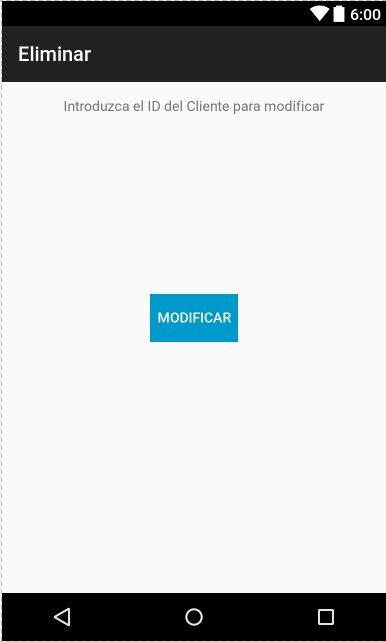 6:00
Eliminar
Introduzca el ID del Cliente para modificar
MODIFICAR